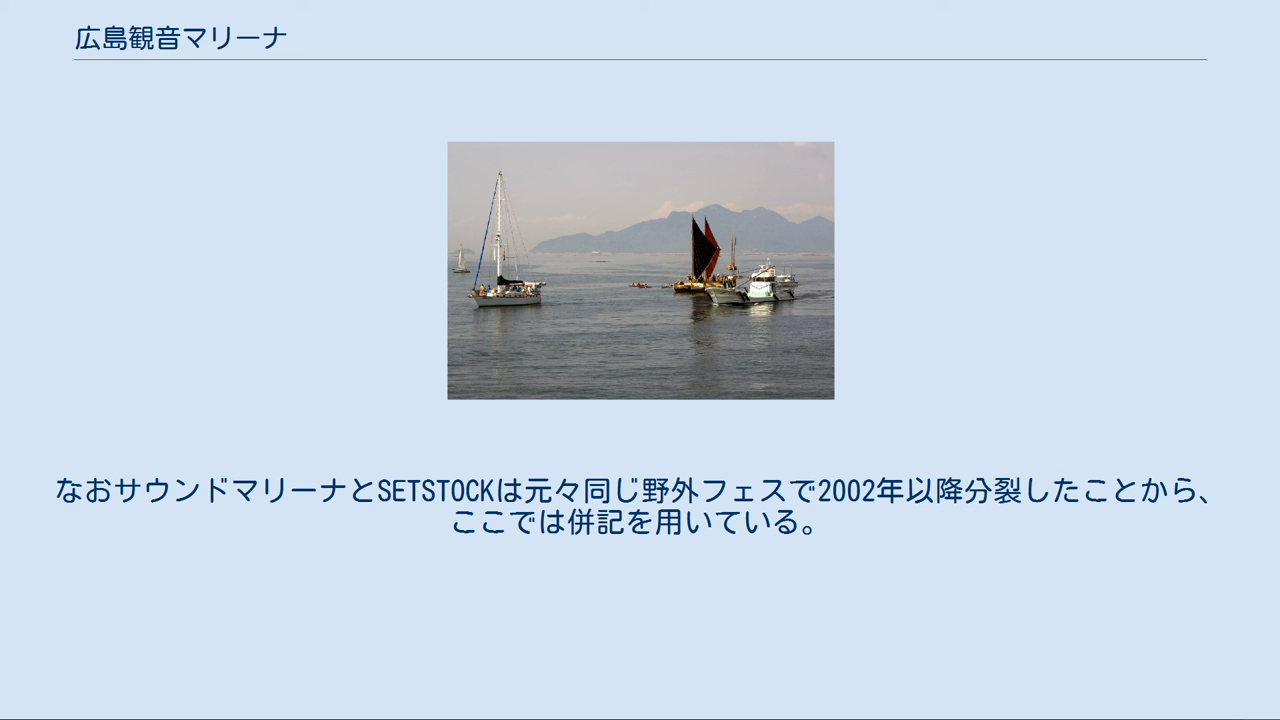 広島観音マリーナ
なおサウンドマリーナとSETSTOCKは元々同じ野外フェスで2002年以降分裂したことから、
ここでは併記を用いている。